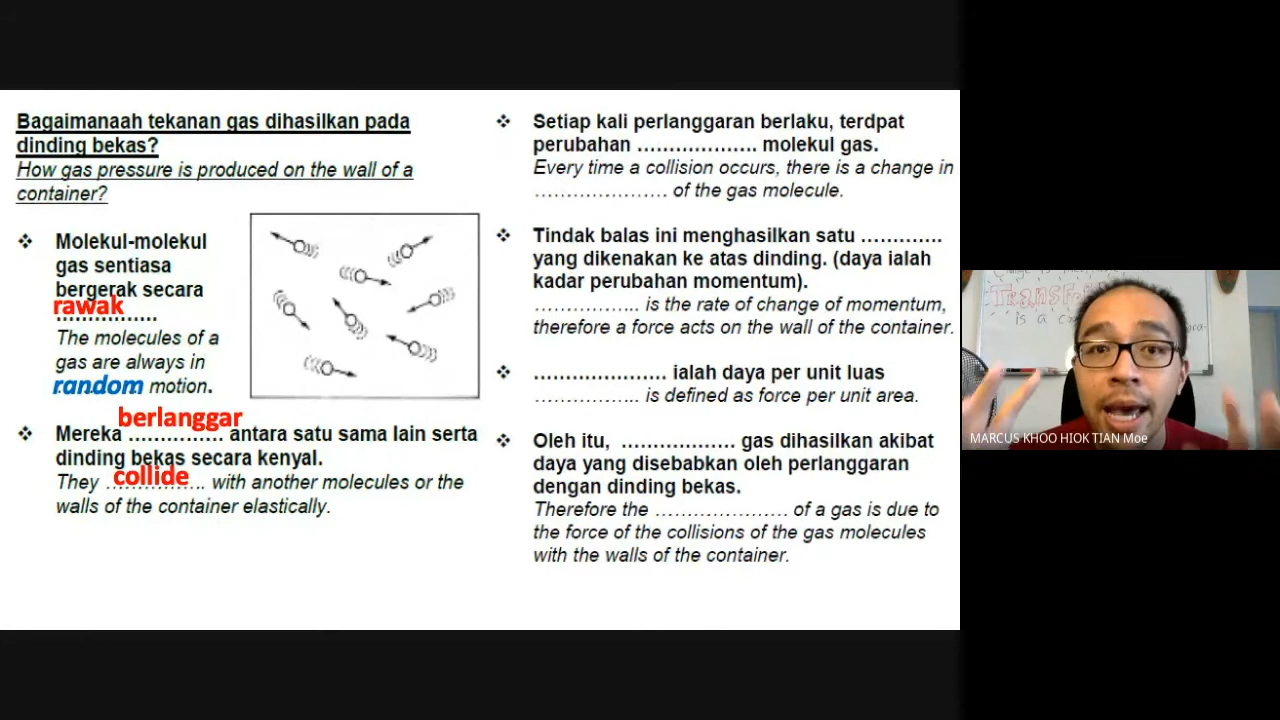 Bagaimanaah tekanan gas dihasilkan pada
dinding bekas?
How gas pressure is produced on the wall of a
container?
❖ Molekul-molekul
gas sentiasa
bergerak secara
rawak
................
The molecules of a
gas are always in
random motion.
berlanggar
❖ Mereka ............... antara satu sama lain serta
dinding bekas secara kenyal.
collide
They ................ with another molecules or the
walls of the container elastically.
❖ Setiap kali perlanggaran berlaku, terdpat
perubahan ................... molekul gas.
Every time a collision occurs, there is a change in
...................... of the gas molecule.
❖ Tindak balas ini menghasilkan satu .............
yang dikenakan ke atas dinding. (daya ialah
kadar perubahan momentum).
................. is the rate of change of momentum,
therefore a force acts on the wall of the container.
❖ ...................... ialah daya per unit luas
................. is defined as force per unit area.
❖ Oleh itu, .................. gas dihasilkan akibat
daya yang disebabkan oleh perlanggaran
dengan dinding bekas.
Therefore the ...................... of a gas is due to
the force of the collisions of the gas molecules
with the walls of the container.
is a
MARCUS KHOO HIOK TIAN Moe